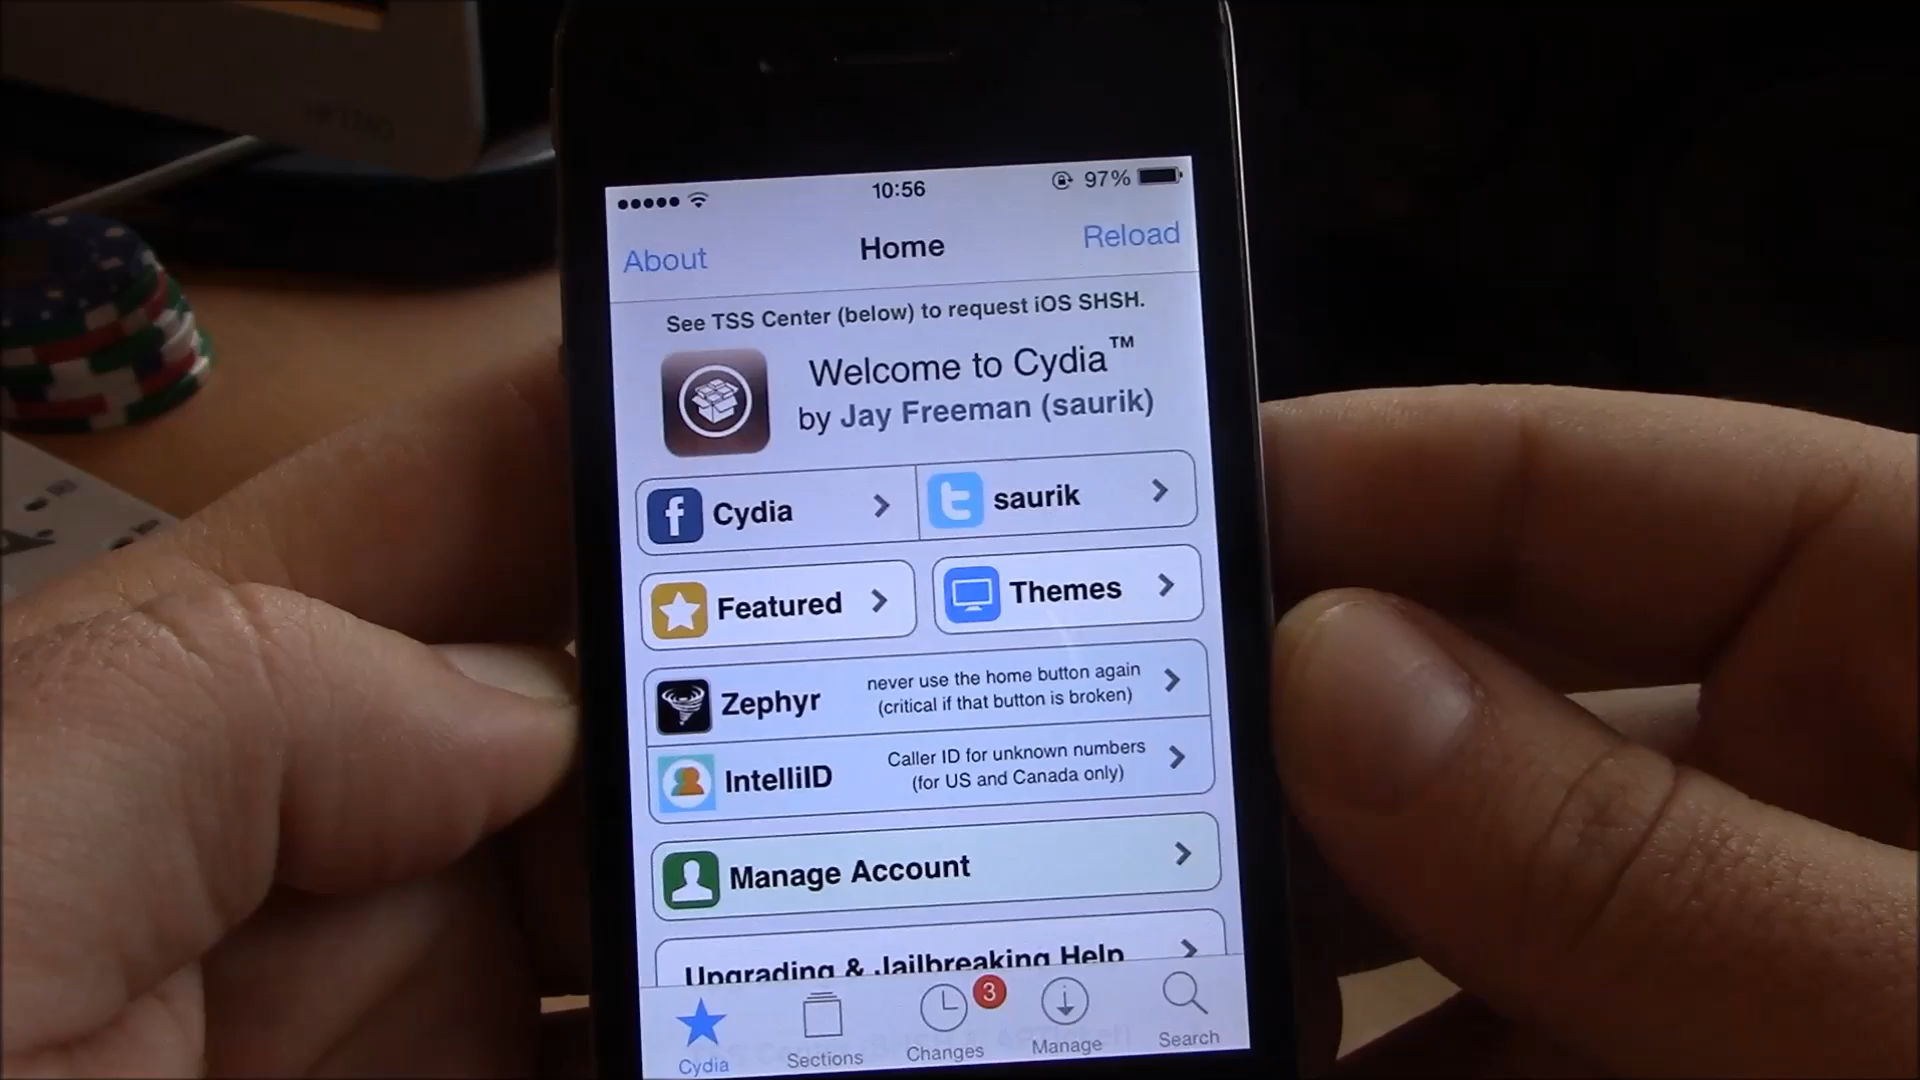 10:56
97%
About
Home
Reload
See TSS Center (below) to request iOS SHSH.
Welcome to Cydia™
by Jay Freeman (saurik)
Cydia
saurik
Featured
Themes
Zephyr
never use the home button again
(critical if that button is broken)
IntelliID
Caller ID for unknown numbers
(for US and Canada only)
Manage Account
Upgrading & Jailbreaking Help
3
Cydia
Sections
Changes
Manage
Search